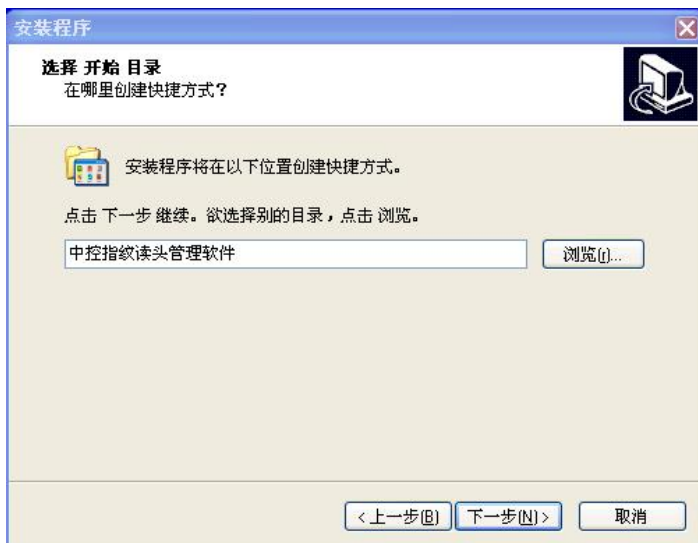 安装程序
选择 开始 目录
在哪里创建快捷方式?
安装程序将在以下位置创建快捷方式。
点击 下一步 继续。欲选择别的目录，点击 浏览。
中控指纹读头管理软件
浏览(r)...
<上一步(B) 下一步(N)> 取消